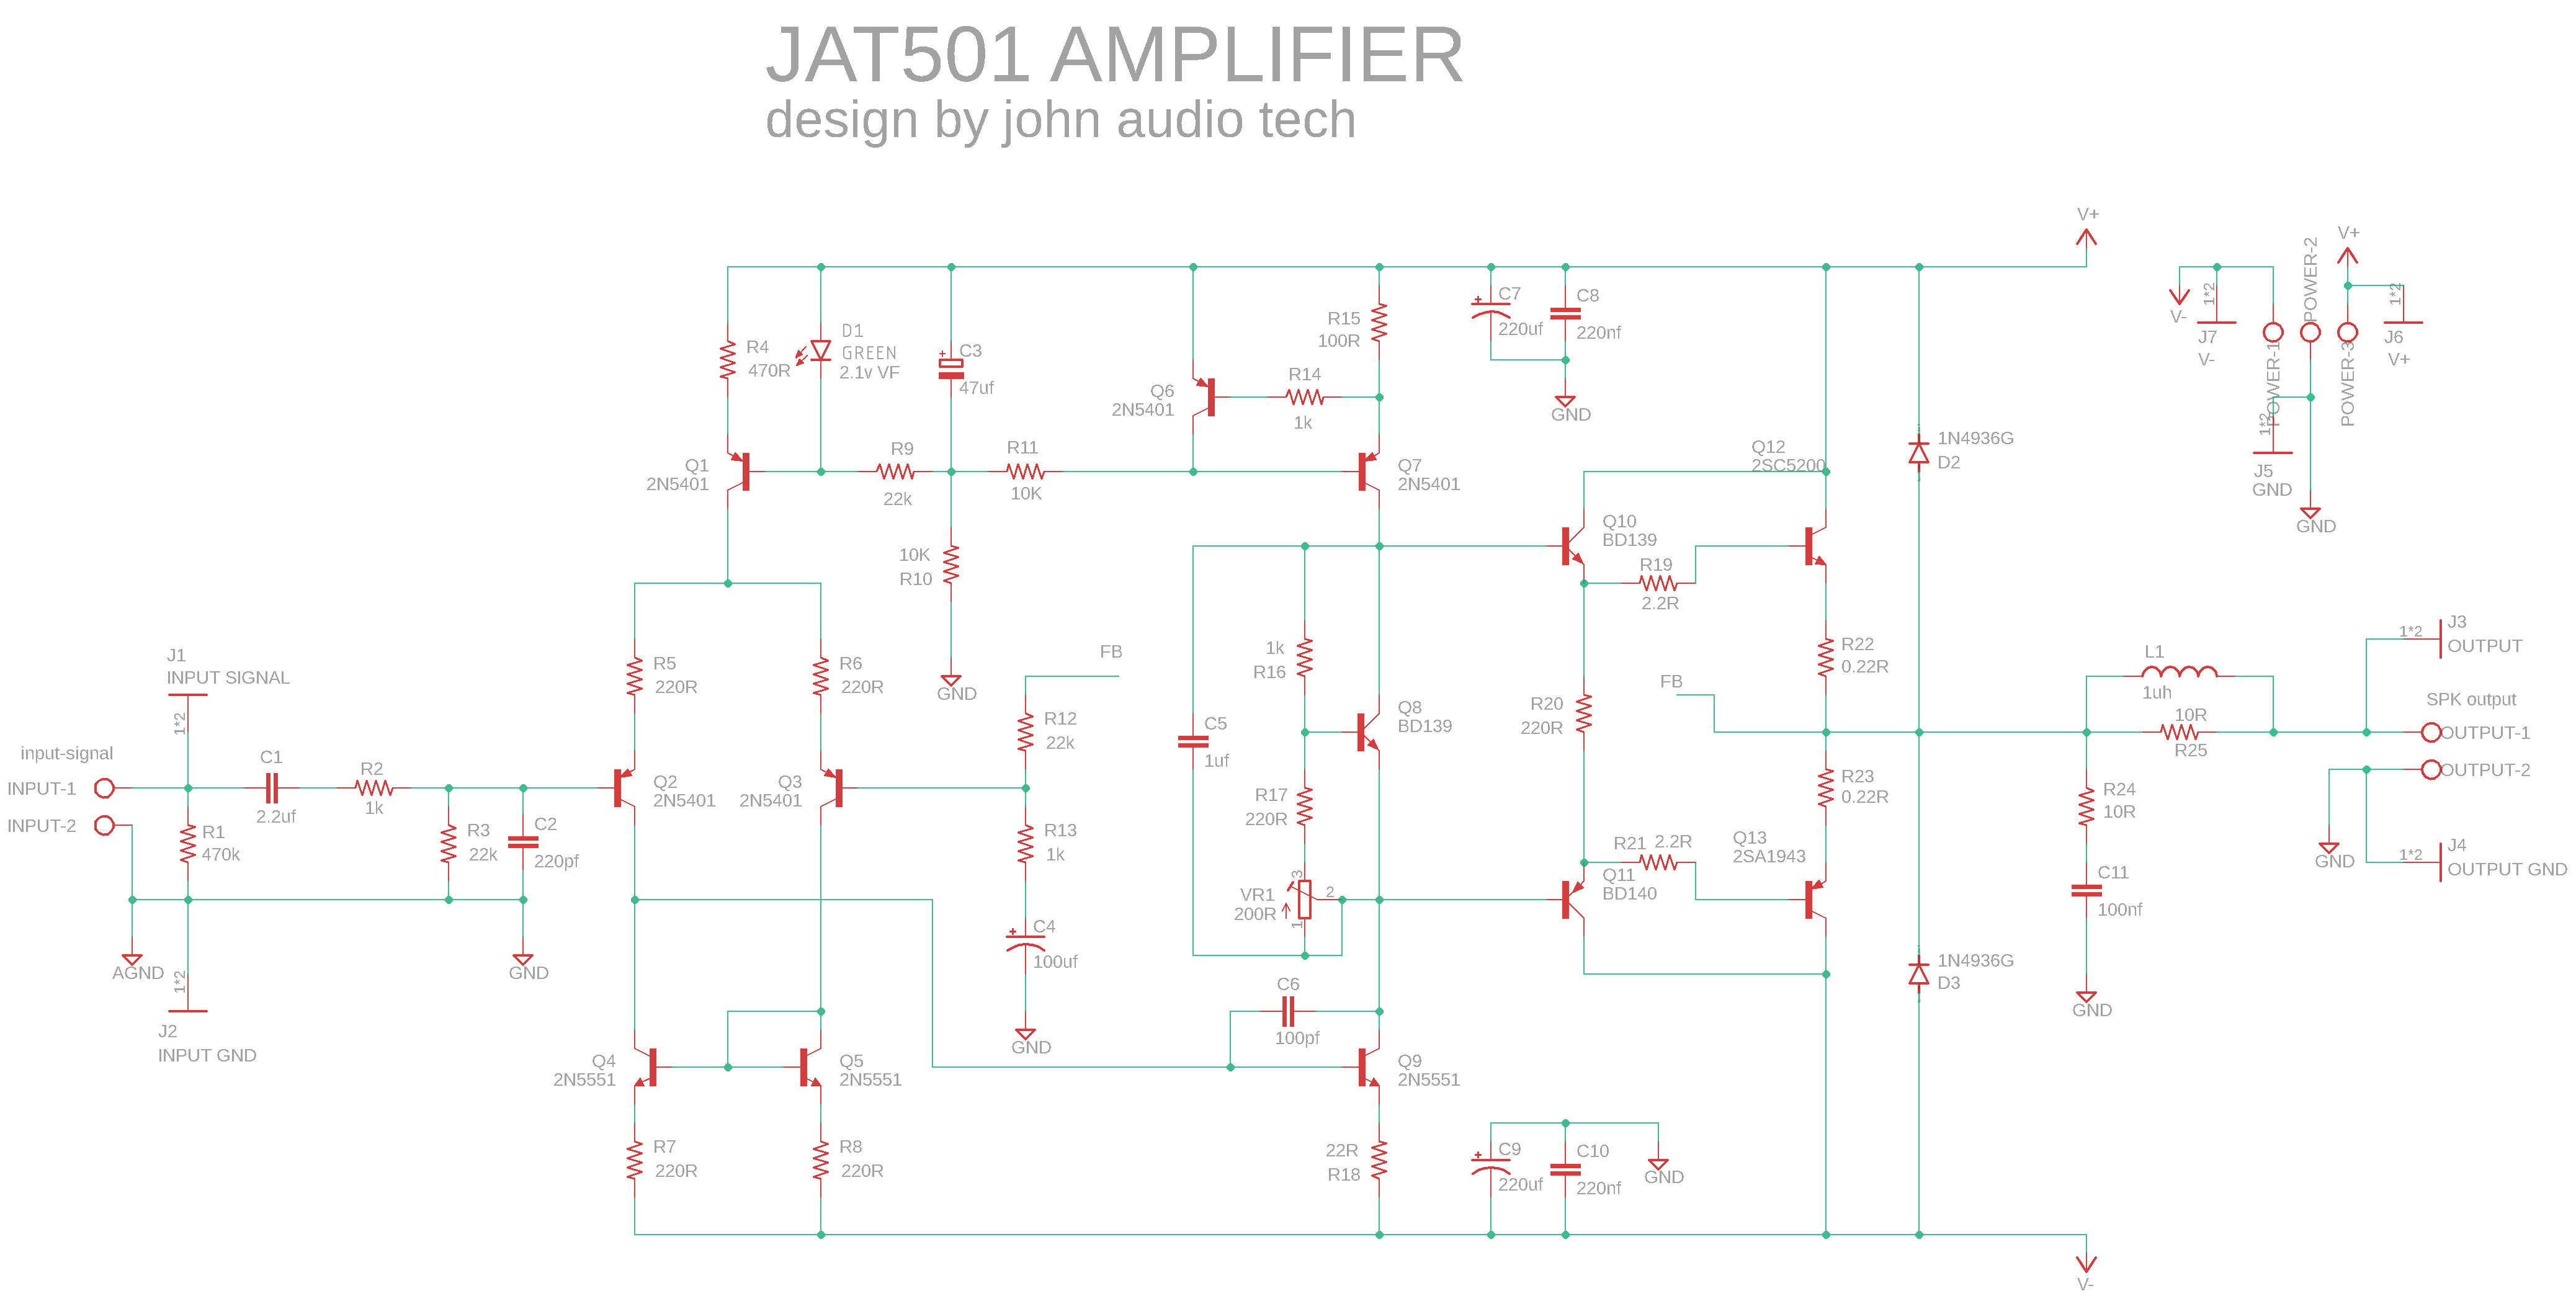 JAT501 AMPLIFIER
design by john audio tech
V+
V+
POWER-2
1*2
1*2
V-
J7
V-
POWER-1
POWER-3
J6
V+
1*2
J5
GND
GND
R4
470R
D1
GREEN
2.1v VF
C3
47uf
R15
100R
C7
220uf
C8
220nf
GND
Q6
2N5401
R14
1k
Q1
2N5401
R9
22k
R11
10K
Q7
2N5401
Q12
2SC5200
1N4936G
D2
10K
R10
GND
Q10
BD139
R19
2.2R
J1
INPUT SIGNAL
1*2
R5
220R
R6
220R
FB
R12
22k
1k
R16
C5
1uf
Q8
BD139
R20
220R
FB
R22
0.22R
L1
1uh
10R
R25
1*2
J3
OUTPUT
SPK output
OUTPUT-1
OUTPUT-2
input-signal
INPUT-1
INPUT-2
C1
2.2uf
R2
1k
R1
470k
R3
22k
C2
220pf
Q2
2N5401
Q3
2N5401
R13
1k
R17
220R
R23
0.22R
R24
10R
GND
1*2
J4
OUTPUT GND
R21
2.2R
Q13
2SA1943
VR1
200R
3
2
1
Q11
BD140
C11
100nf
AGND
1*2
GND
C4
100uf
1N4936G
D3
J2
INPUT GND
C6
100pf
GND
GND
Q4
2N5551
Q5
2N5551
Q9
2N5551
R7
220R
R8
220R
22R
R18
C9
220uf
C10
220nf
GND
V-